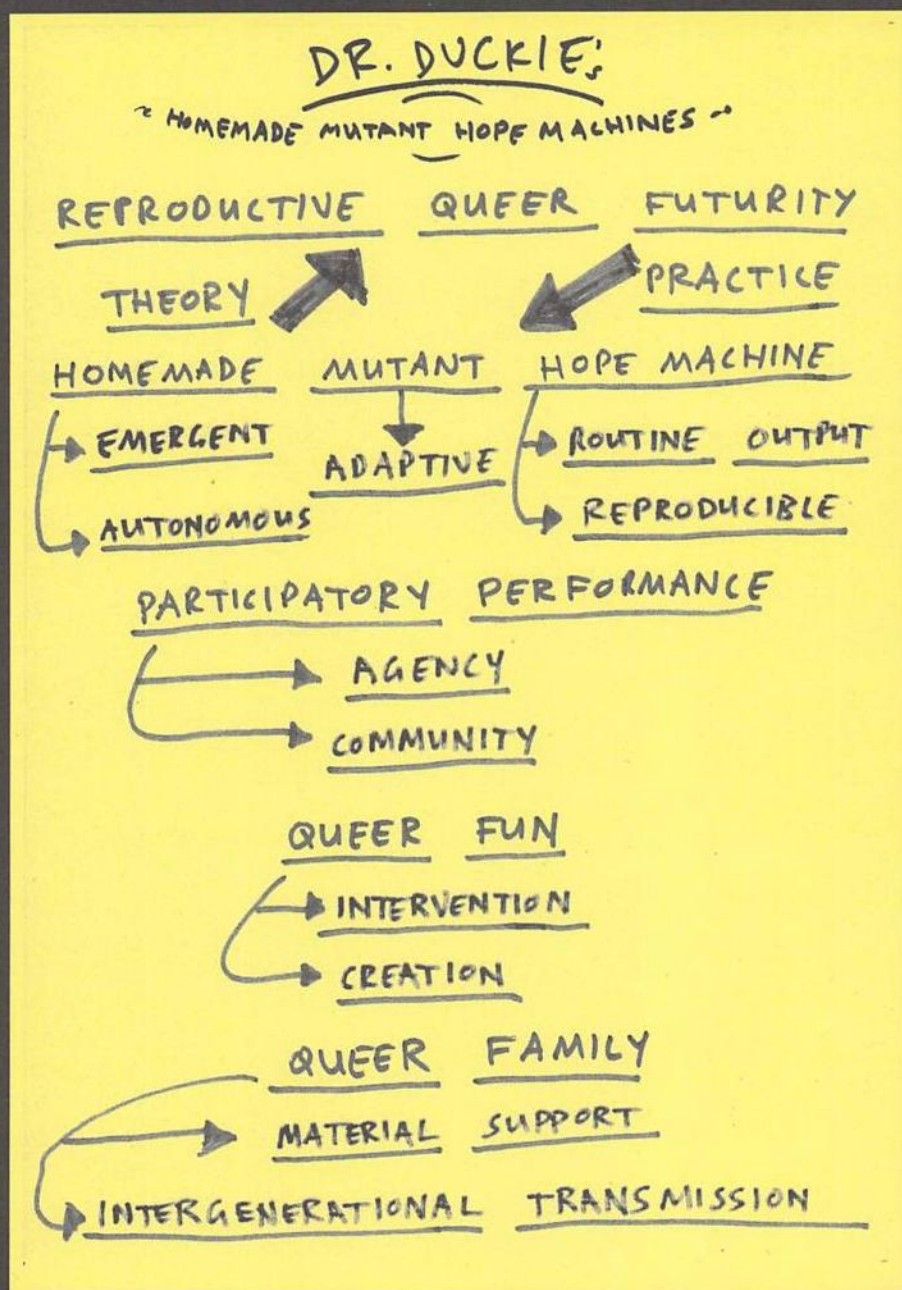 DR. DUCKIE's
~ HOMEMADE MUTANT HOPE MACHINES ~
REPRODUCTIVE QUEER FUTURITY
THEORY PRACTICE
HOMEMADE MUTANT HOPE MACHINE
EMERGENT ADAPTIVE ROUTINE OUTPUT
AUTONOMOUS REPRODUCIBLE
PARTICIPATORY PERFORMANCE
AGENCY
COMMUNITY
QUEER FUN
INTERVENTION
CREATION
QUEER FAMILY
MATERIAL SUPPORT
INTERGENERATIONAL TRANSMISSION